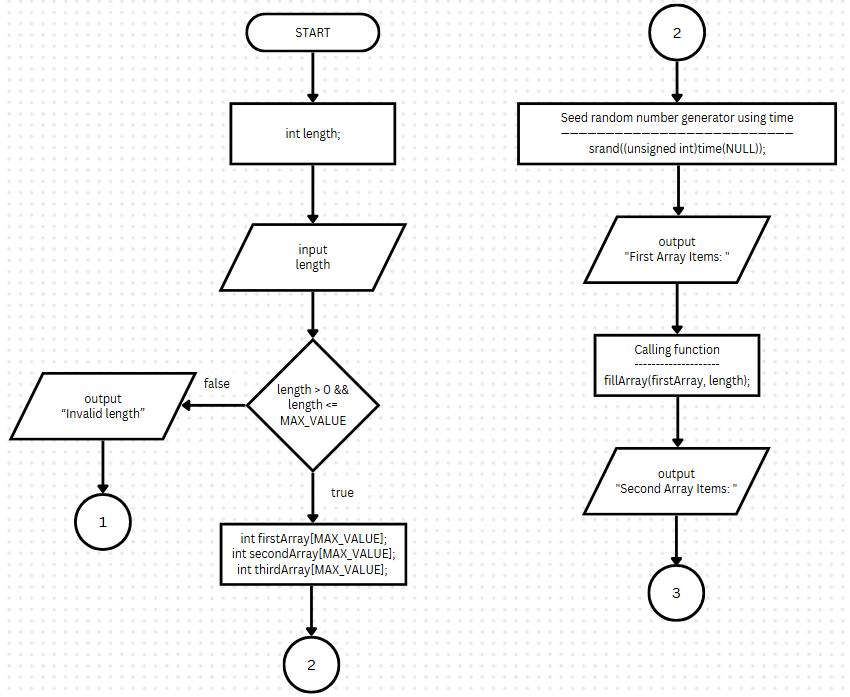 START
int length;
input
length
length > 0 &&
length <=
MAX_VALUE
false
output
“Invalid length”
1
true
int firstArray[MAX_VALUE];
int secondArray[MAX_VALUE];
int thirdArray[MAX_VALUE];
2
2
Seed random number generator using time
----------------------------
srand((unsigned int)time(NULL));
output
"First Array Items: "
Calling function
--------------------
fillArray(firstArray, length);
output
"Second Array Items: "
3